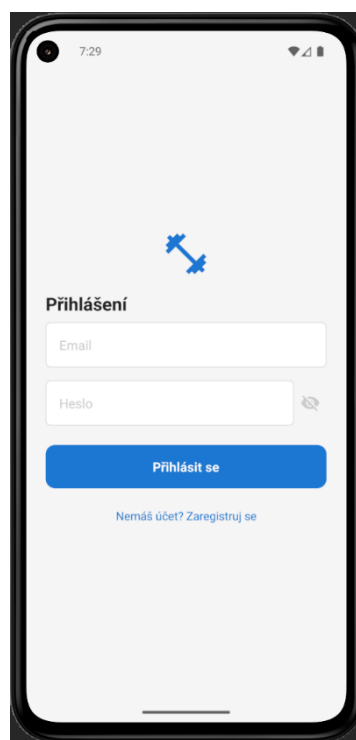 7:29
Přihlášení
Email
Heslo
Přihlásit se
Nemáš účet? Zaregistruj se